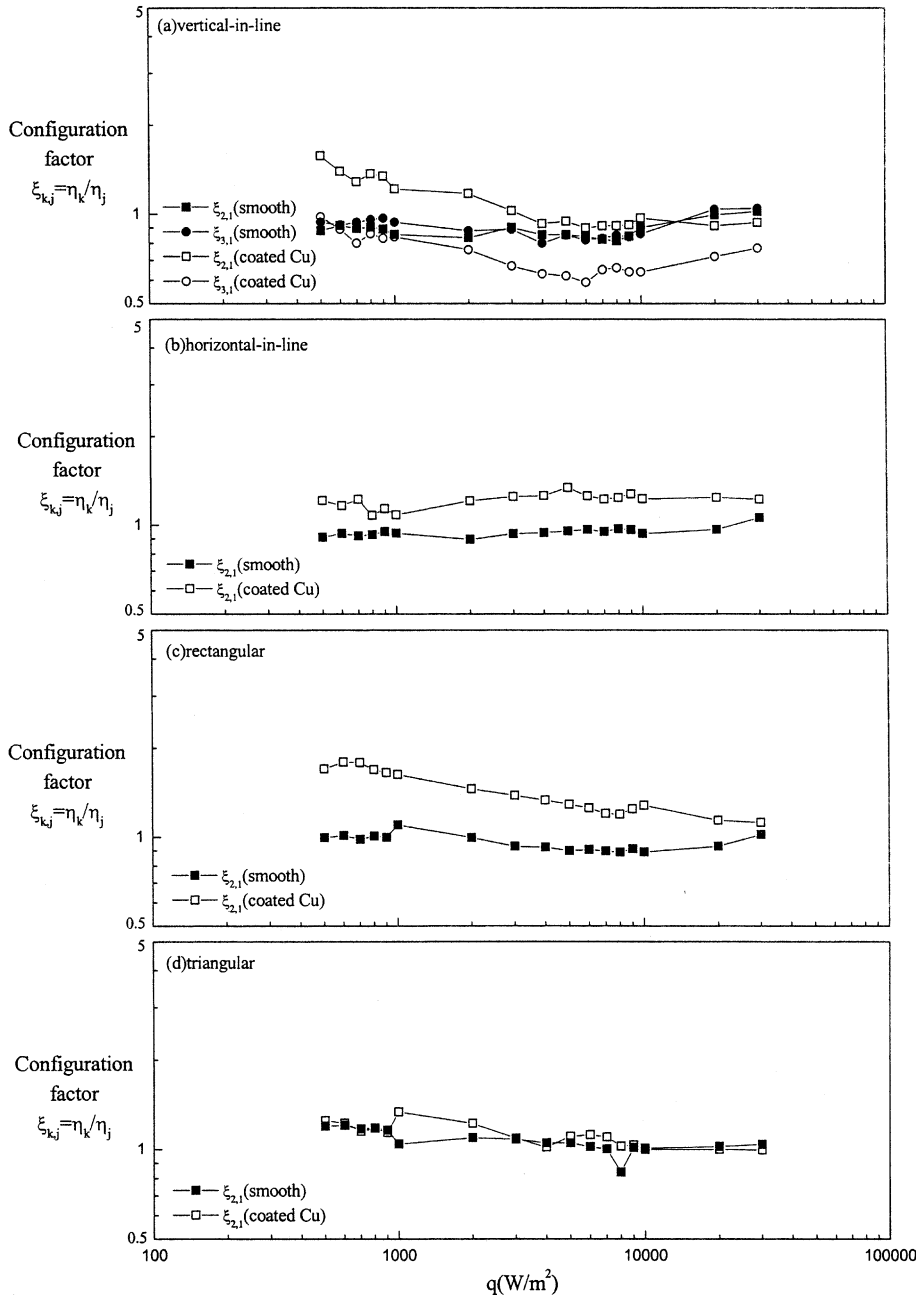 5
(a)vertical-in-line
Configuration
factor
ξk,j=ηk/ηj
1
ξ2,1(smooth)
ξ3,1(smooth)
ξ2,1(coated Cu)
ξ3,1(coated Cu)
0.5
5
(b)horizontal-in-line
Configuration
factor
ξk,j=ηk/ηj
1
ξ2,1(smooth)
ξ2,1(coated Cu)
0.5
5
(c)rectangular
Configuration
factor
ξk,j=ηk/ηj
1
ξ2,1(smooth)
ξ2,1(coated Cu)
0.5
5
(d)triangular
Configuration
factor
ξk,j=ηk/ηj
1
ξ2,1(smooth)
ξ2,1(coated Cu)
0.5
100 1000 10000 100000
q(W/m²)